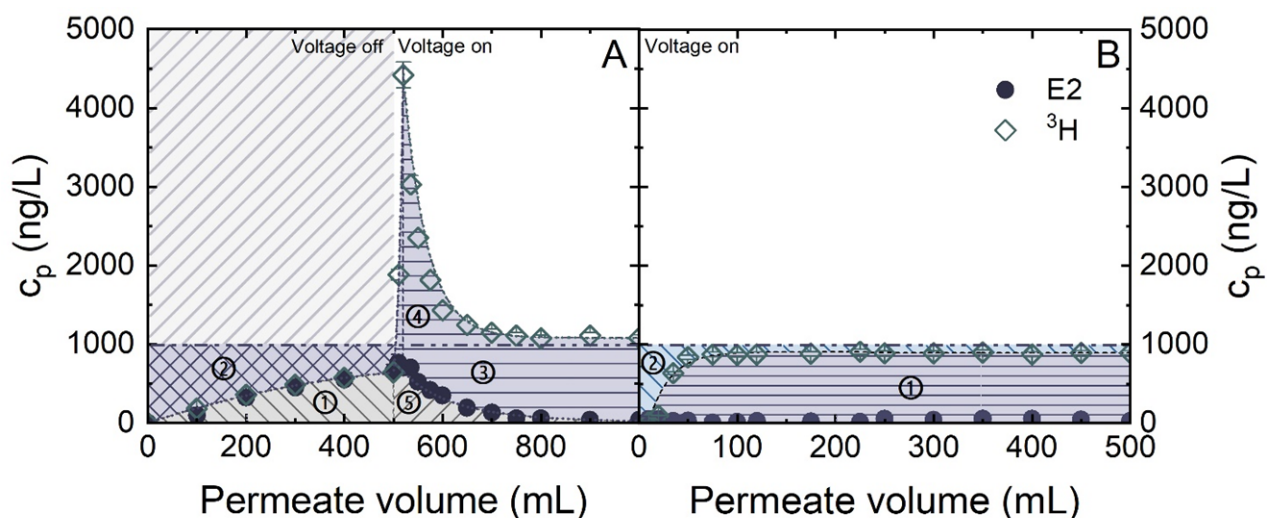 5000
4000
3000
2000
1000
0
cp (ng/L)
Voltage off
Voltage on
A
④
②
③
①
⑤
0
200
400
600
800
Permeate volume (mL)
Voltage on
B
E2
³H
②
①
0
100
200
300
400
500
Permeate volume (mL)
5000
4000
3000
2000
1000
0
cp (ng/L)